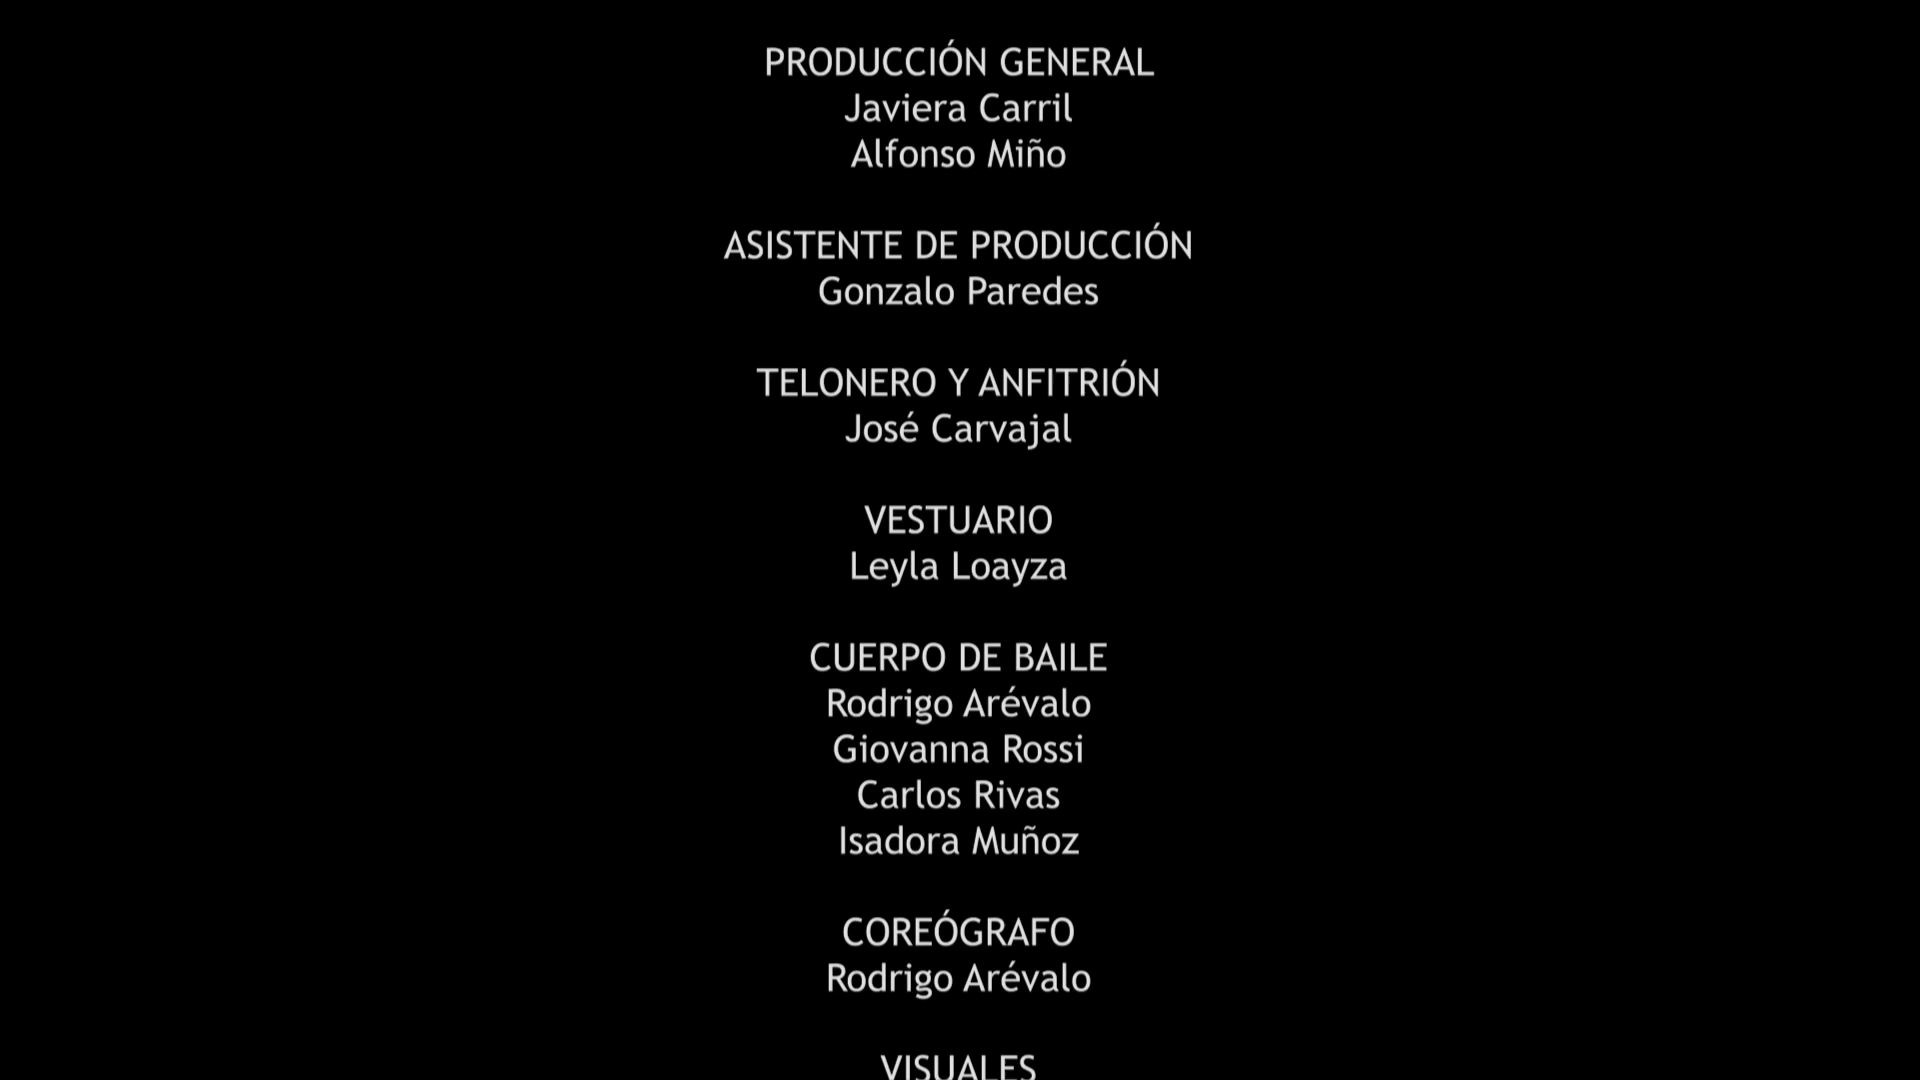 PRODUCCIÓN GENERAL
Javiera Carril
Alfonso Miño
ASISTENTE DE PRODUCCIÓN
Gonzalo Paredes
TELONERO Y ANFITRIÓN
José Carvajal
VESTUARIO
Leyla Loayza
CUERPO DE BAILE
Rodrigo Arévalo
Giovanna Rossi
Carlos Rivas
Isadora Muñoz
COREÓGRAFO
Rodrigo Arévalo
VISUALES